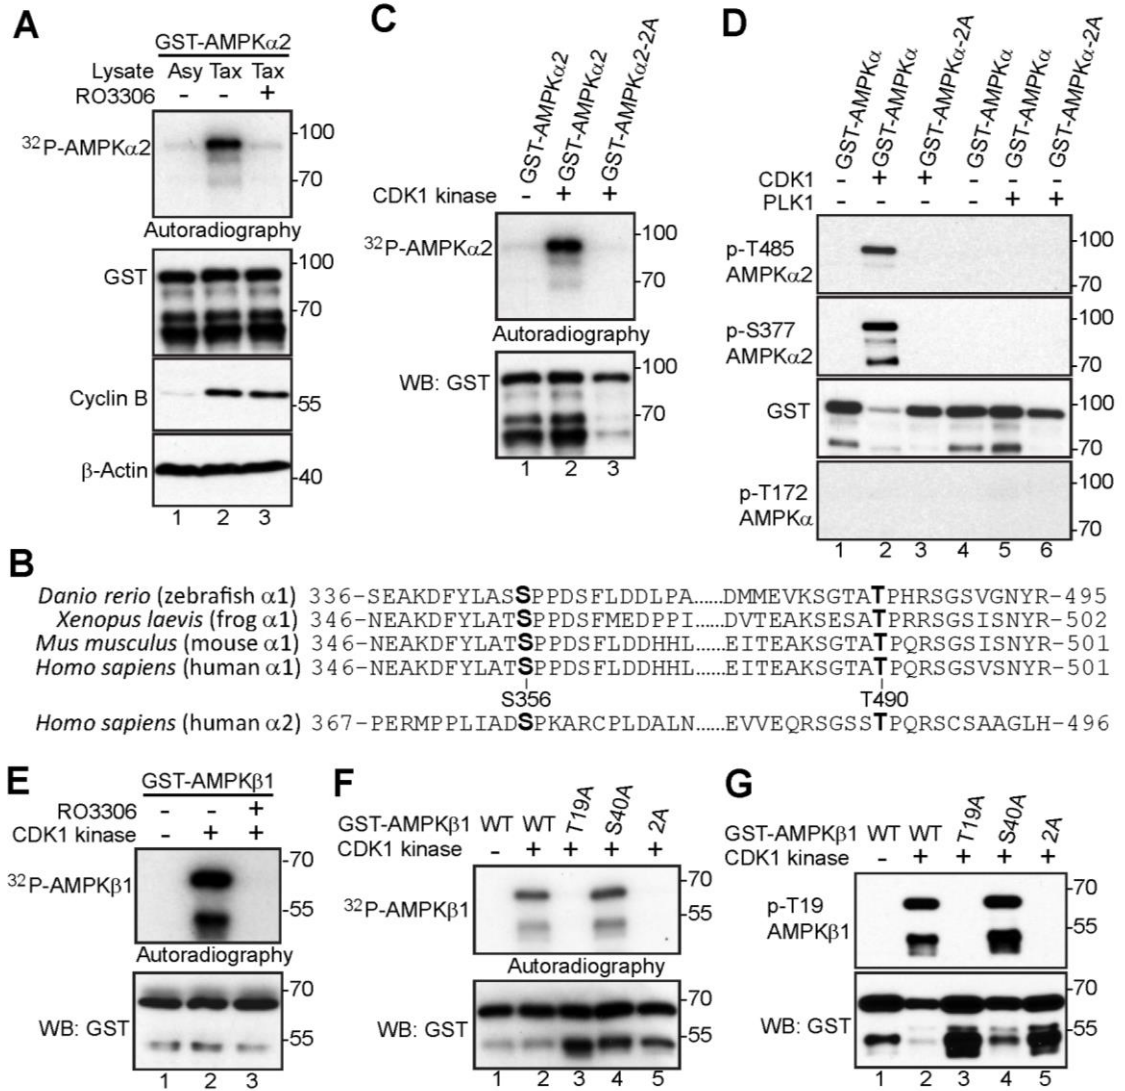 A
GST-AMPKα2
Lysate Asy Tax Tax
RO3306 - - +
32P-AMPKα2
100
70
Autoradiography
GST
100
70
Cyclin B
55
β-Actin
40
1 2 3
C
GST-AMPKα2
GST-AMPKα2
GST-AMPKα2-2A
CDK1 kinase - + +
32P-AMPKα2
100
70
Autoradiography
WB: GST
100
70
1 2 3
D
GST-AMPKα
GST-AMPKα
GST-AMPKα-2A
GST-AMPKα
GST-AMPKα
GST-AMPKα-2A
CDK1 - + + - - -
PLK1 - - - - + +
p-T485
AMPKα2
100
70
p-S377
AMPKα2
100
70
GST
100
70
p-T172
AMPKα
100
70
1 2 3 4 5 6
B
Danio rerio (zebrafish α1) 336-SEAKDFYLASSPPDSFLDDLPA......DMMEVKSGTATPHRSGSVGNYR-495
Xenopus laevis (frog α1) 346-NEAKDFYLATSPPDSFMEDPPI......DVTEAKSESATPRRSGSISNYR-502
Mus musculus (mouse α1) 346-NEAKDFYLATSPPDSFLDDHHL......EITEAKSGTATPQRSGSISNYR-501
Homo sapiens (human α1) 346-NEAKDFYLATSPPDSFLDDHHL......EITEAKSGTATPQRSGSVSNYR-501
S356 T490
Homo sapiens (human α2) 367-PERMPPLIADSPKARCPLDALN......EVVEQRSGSSTPQRSCSAAGLH-496
E
GST-AMPKβ1
RO3306 - - +
CDK1 kinase - + +
32P-AMPKβ1
70
55
Autoradiography
WB: GST
70
55
1 2 3
F
GST-AMPKβ1 WT WT T19A S40A 2A
CDK1 kinase - + + + +
32P-AMPKβ1
70
55
Autoradiography
WB: GST
70
55
1 2 3 4 5
G
GST-AMPKβ1 WT WT T19A S40A 2A
CDK1 kinase - + + + +
p-T19
AMPKβ1
70
55
WB: GST
70
55
1 2 3 4 5